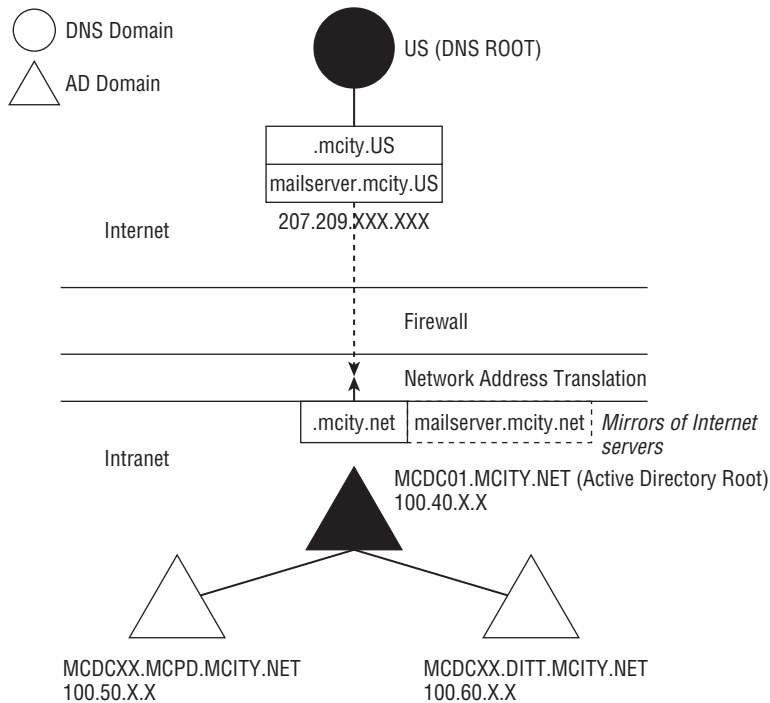 DNS Domain
AD Domain
US (DNS ROOT)
.mcity.US
mailserver.mcity.US
207.209.XXX.XXX
Internet
Firewall
Network Address Translation
.mcity.net
mailserver.mcity.net
Mirrors of Internet
servers
Intranet
MCDC01.MCITY.NET (Active Directory Root)
100.40.X.X
MCDCXX.MCPD.MCITY.NET
100.50.X.X
MCDCXX.DITT.MCITY.NET
100.60.X.X